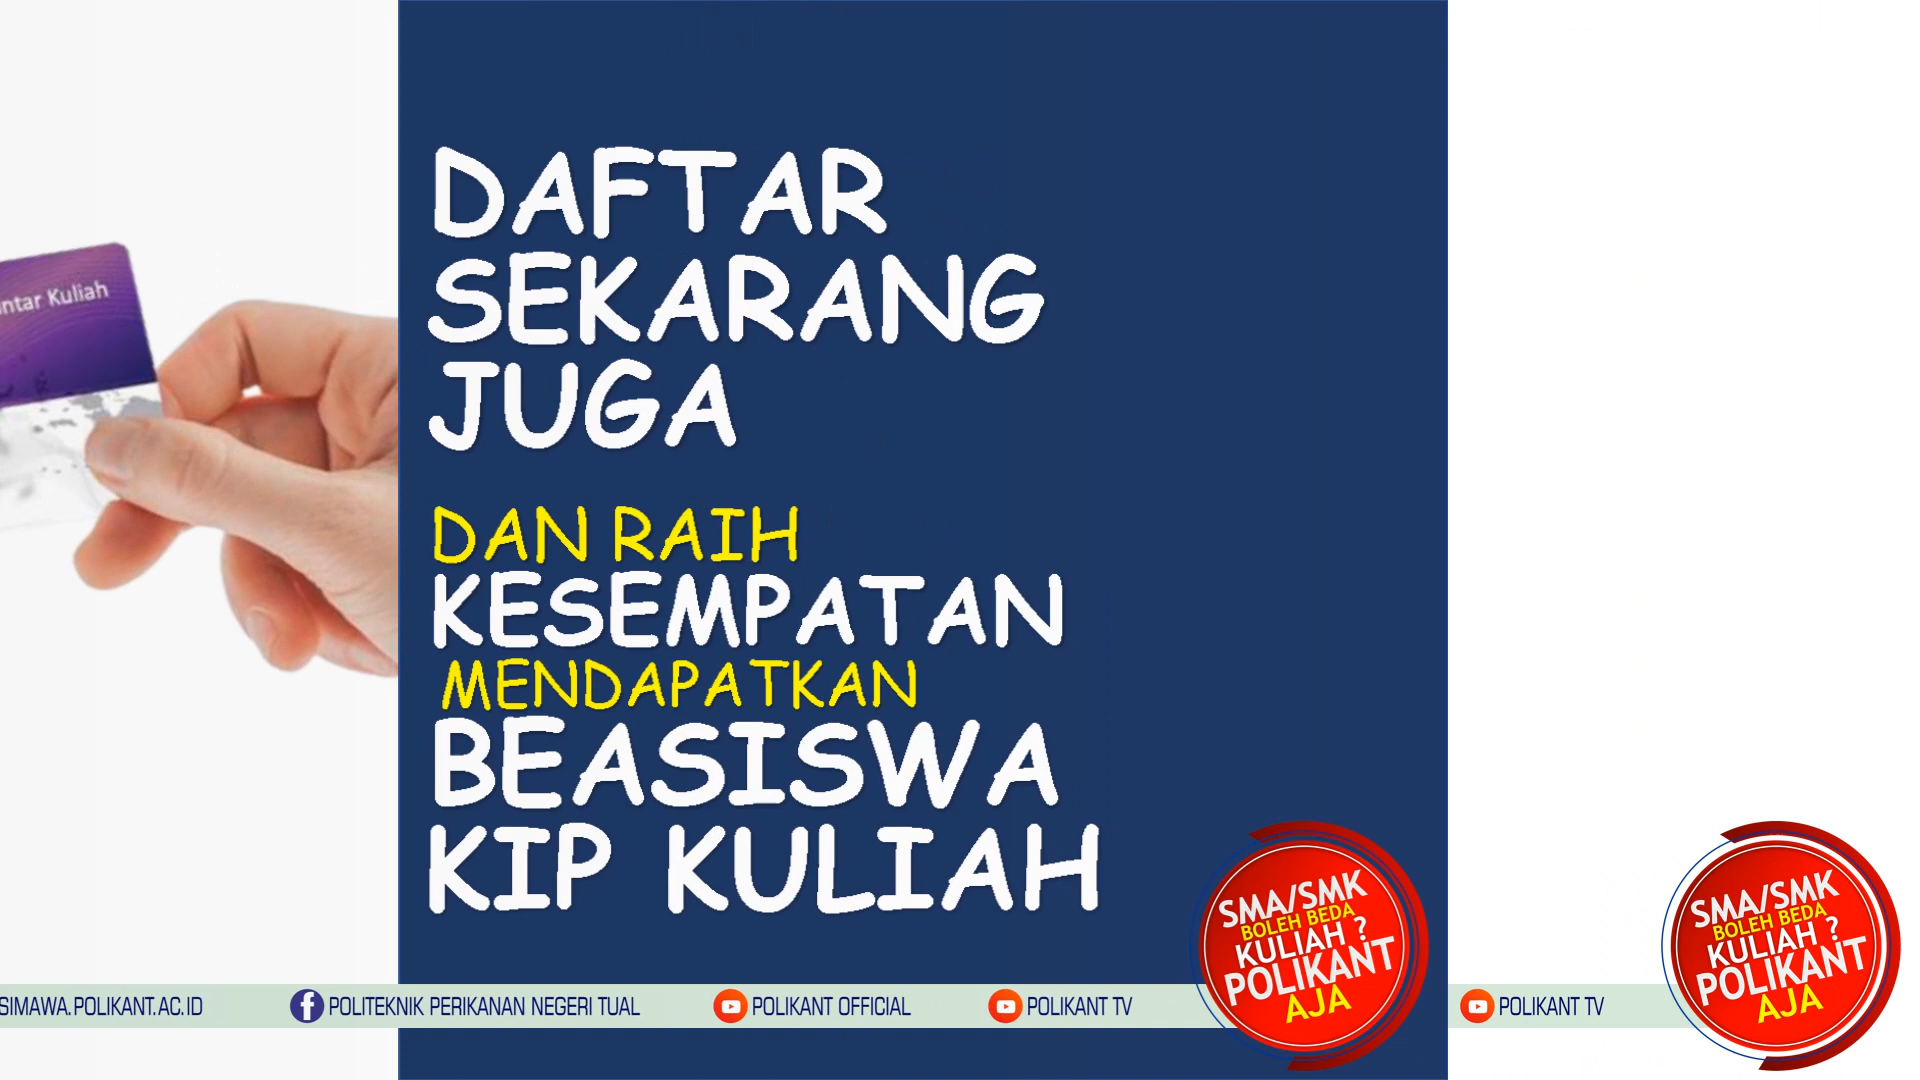 ntar Kuliah
DAFTAR
SEKARANG
JUGA
DAN RAIH
KESEMPATAN
MENDAPATKAN
BEASISWA
KIP KULIAH
SMA/SMK
BOLEH BEDA
KULIAH ?
POLIKANT
AJA
SMA/SMK
BOLEH BEDA
KULIAH ?
POLIKANT
AJA
SIMAWA.POLIKANT.AC.ID
POLITEKNIK PERIKANAN NEGERI TUAL
POLIKANT OFFICIAL
POLIKANT TV
POLIKANT TV